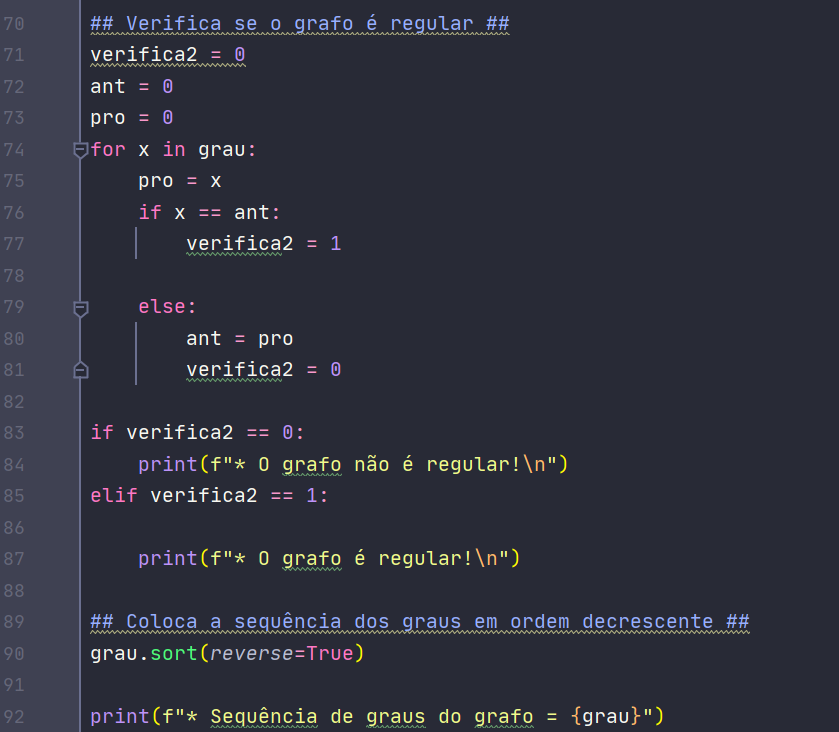 70 ## Verifica se o grafo é regular ##
71 verifica2 = 0
72 ant = 0
73 pro = 0
74 for x in grau:
75     pro = x
76     if x == ant:
77         verifica2 = 1
78
79     else:
80         ant = pro
81         verifica2 = 0
82
83 if verifica2 == 0:
84     print(f"* O grafo não é regular!\n")
85 elif verifica2 == 1:
86
87     print(f"* O grafo é regular!\n")
88
89 ## Coloca a sequência dos graus em ordem decrescente ##
90 grau.sort(reverse=True)
91
92 print(f"* Sequência de graus do grafo = {grau}")